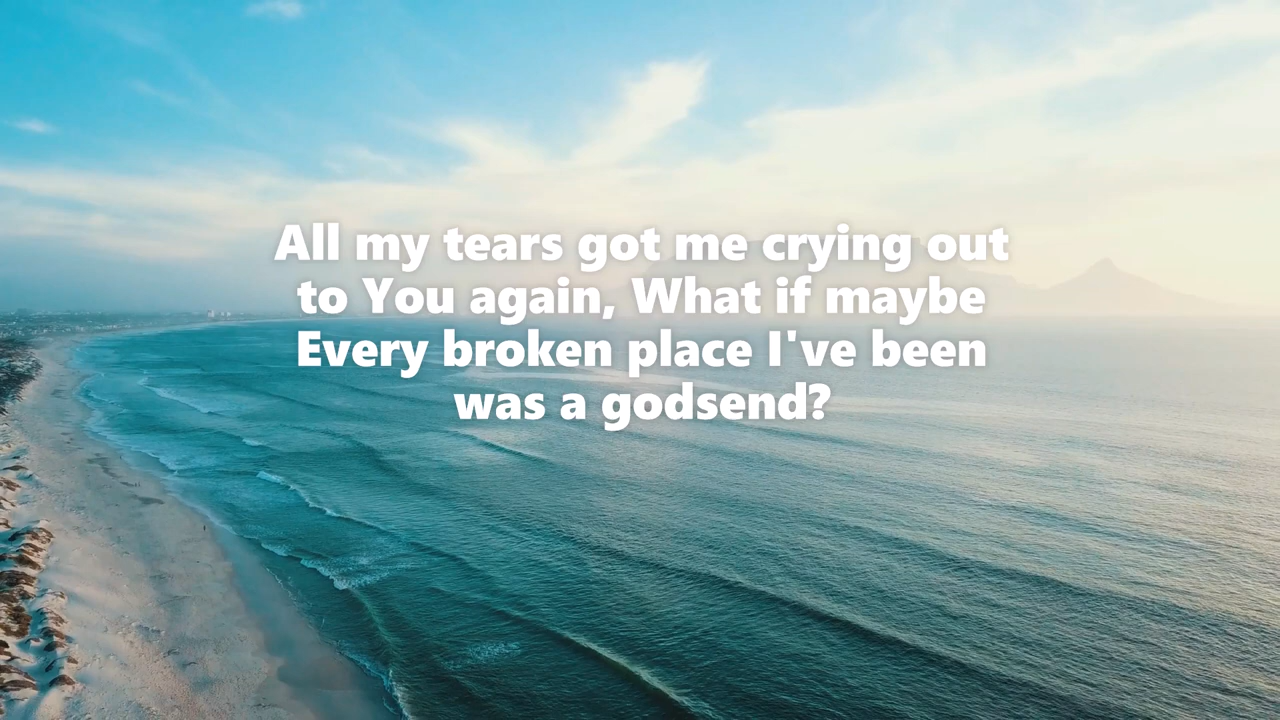 All my tears got me crying out
to You again, What if maybe
Every broken place I've been
was a godsend?